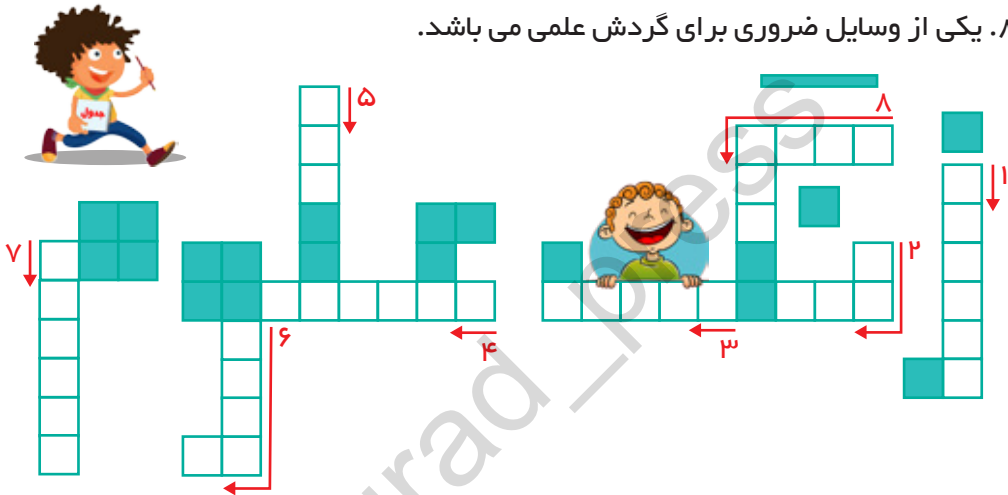 ۸. یکی از وسایل ضروری برای گردش علمی می باشد.
جدول
۵
۸
۱
۷
۲
۶
۴
۳
rad_press